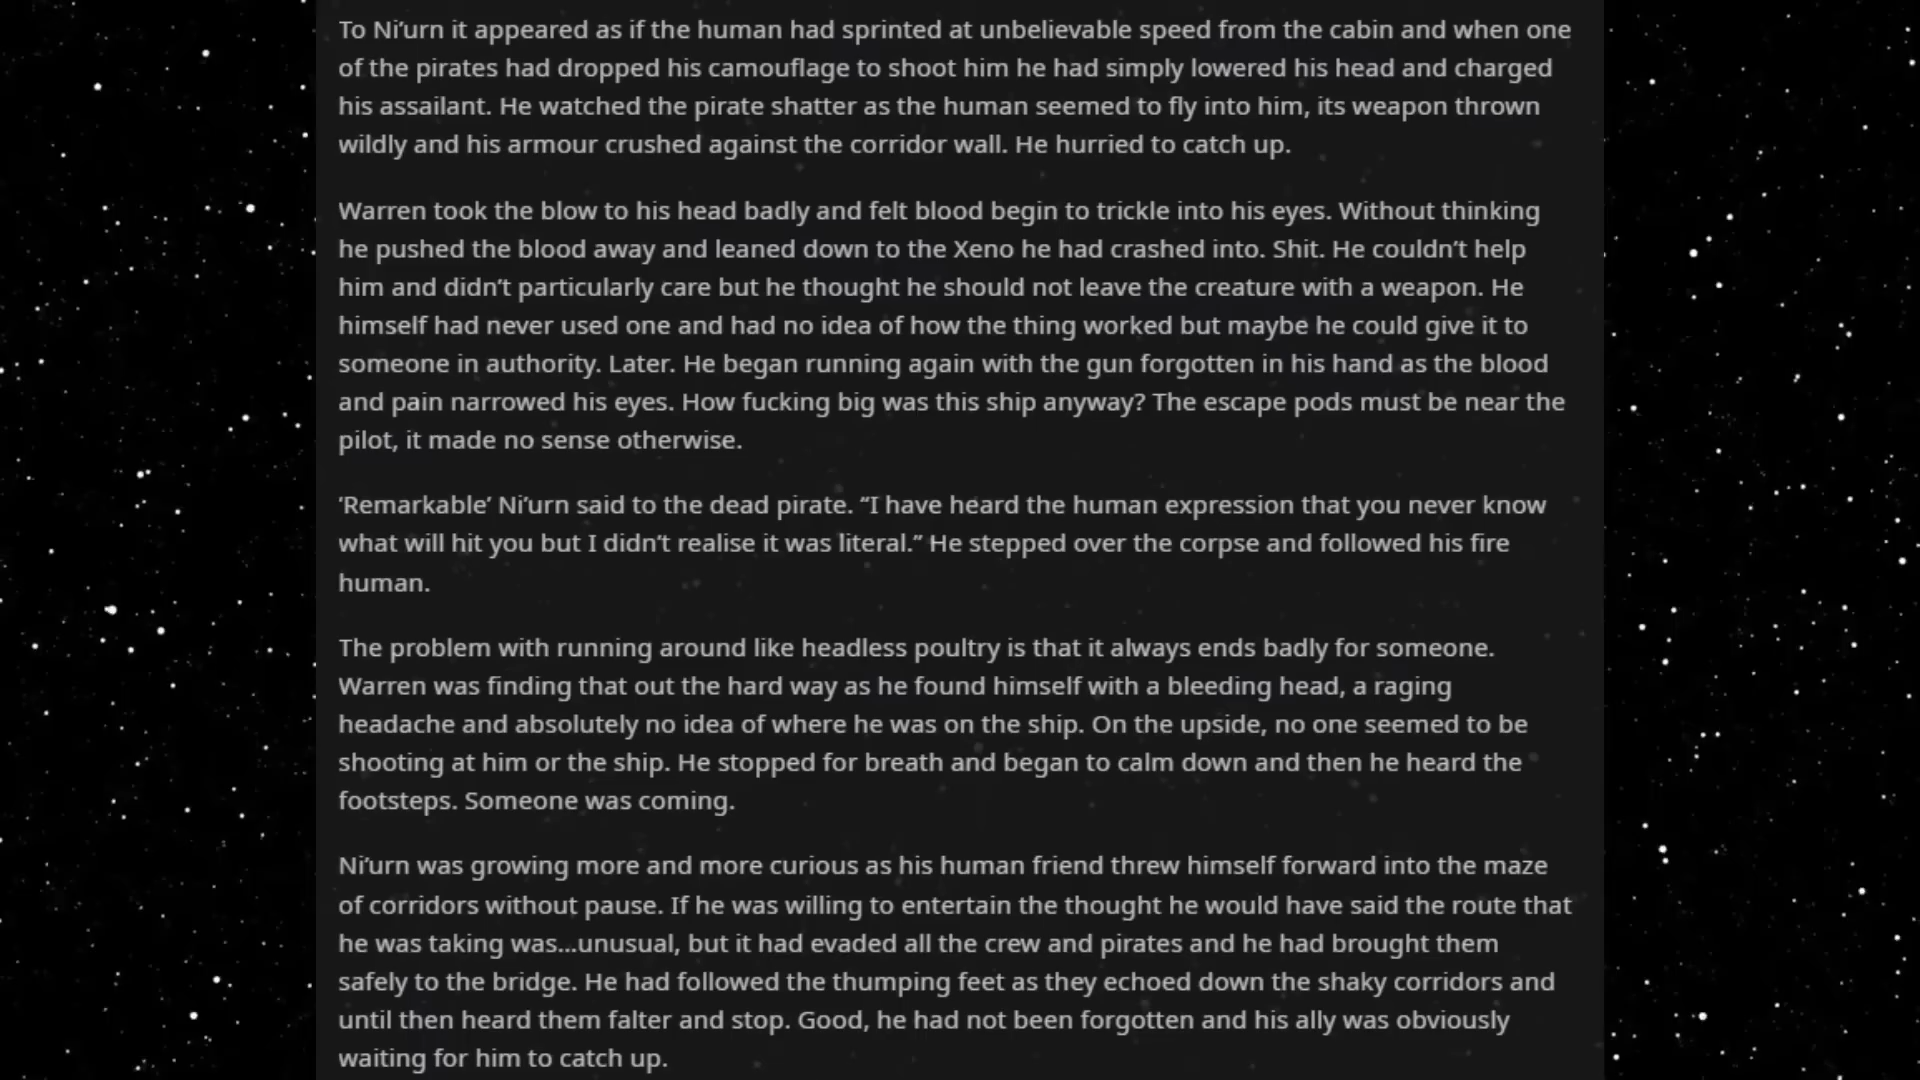 To Ni’urn it appeared as if the human had sprinted at unbelievable speed from the cabin and when one
of the pirates had dropped his camouflage to shoot him he had simply lowered his head and charged
his assailant. He watched the pirate shatter as the human seemed to fly into him, its weapon thrown
wildly and his armour crushed against the corridor wall. He hurried to catch up.
Warren took the blow to his head badly and felt blood begin to trickle into his eyes. Without thinking
he pushed the blood away and leaned down to the Xeno he had crashed into. Shit. He couldn’t help
him and didn’t particularly care but he thought he should not leave the creature with a weapon. He
himself had never used one and had no idea of how the thing worked but maybe he could give it to
someone in authority. Later. He began running again with the gun forgotten in his hand as the blood
and pain narrowed his eyes. How fucking big was this ship anyway? The escape pods must be near the
pilot, it made no sense otherwise.
‘Remarkable’ Ni’urn said to the dead pirate. “I have heard the human expression that you never know
what will hit you but I didn’t realise it was literal.” He stepped over the corpse and followed his fire
human.
The problem with running around like headless poultry is that it always ends badly for someone.
Warren was finding that out the hard way as he found himself with a bleeding head, a raging
headache and absolutely no idea of where he was on the ship. On the upside, no one seemed to be
shooting at him or the ship. He stopped for breath and began to calm down and then he heard the
footsteps. Someone was coming.
Ni’urn was growing more and more curious as his human friend threw himself forward into the maze
of corridors without pause. If he was willing to entertain the thought he would have said the route that
he was taking was...unusual, but it had evaded all the crew and pirates and he had brought them
safely to the bridge. He had followed the thumping feet as they echoed down the shaky corridors and
until then heard them falter and stop. Good, he had not been forgotten and his ally was obviously
waiting for him to catch up.